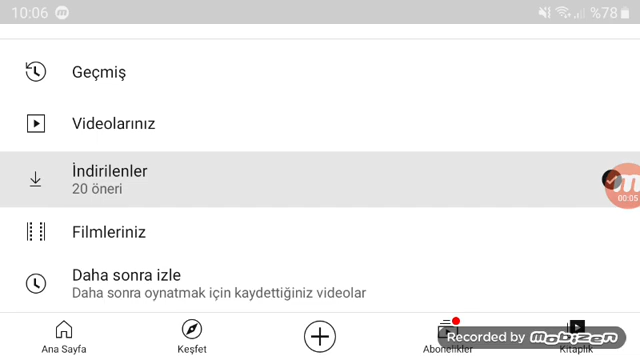 10:06
%78
Geçmiş
Videolarınız
İndirilenler
20 öneri
00:05
Filmleriniz
Daha sonra izle
Daha sonra oynatmak için kaydettiğiniz videolar
Ana Sayfa
Keşfet
Abonelikler
Kitaplık
Recorded by mobizen